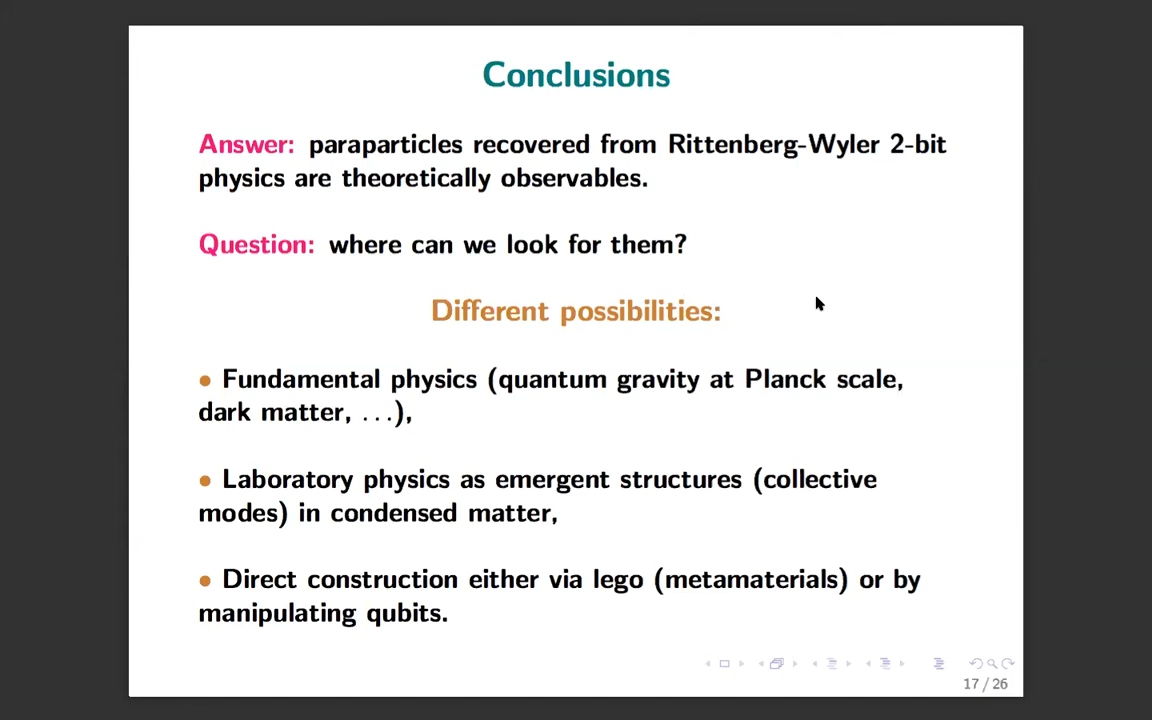 Conclusions
Answer: paraparticles recovered from Rittenberg-Wyler 2-bit
physics are theoretically observables.
Question: where can we look for them?
Different possibilities:
• Fundamental physics (quantum gravity at Planck scale,
dark matter, ...),
• Laboratory physics as emergent structures (collective
modes) in condensed matter,
• Direct construction either via lego (metamaterials) or by
manipulating qubits.
17 / 26